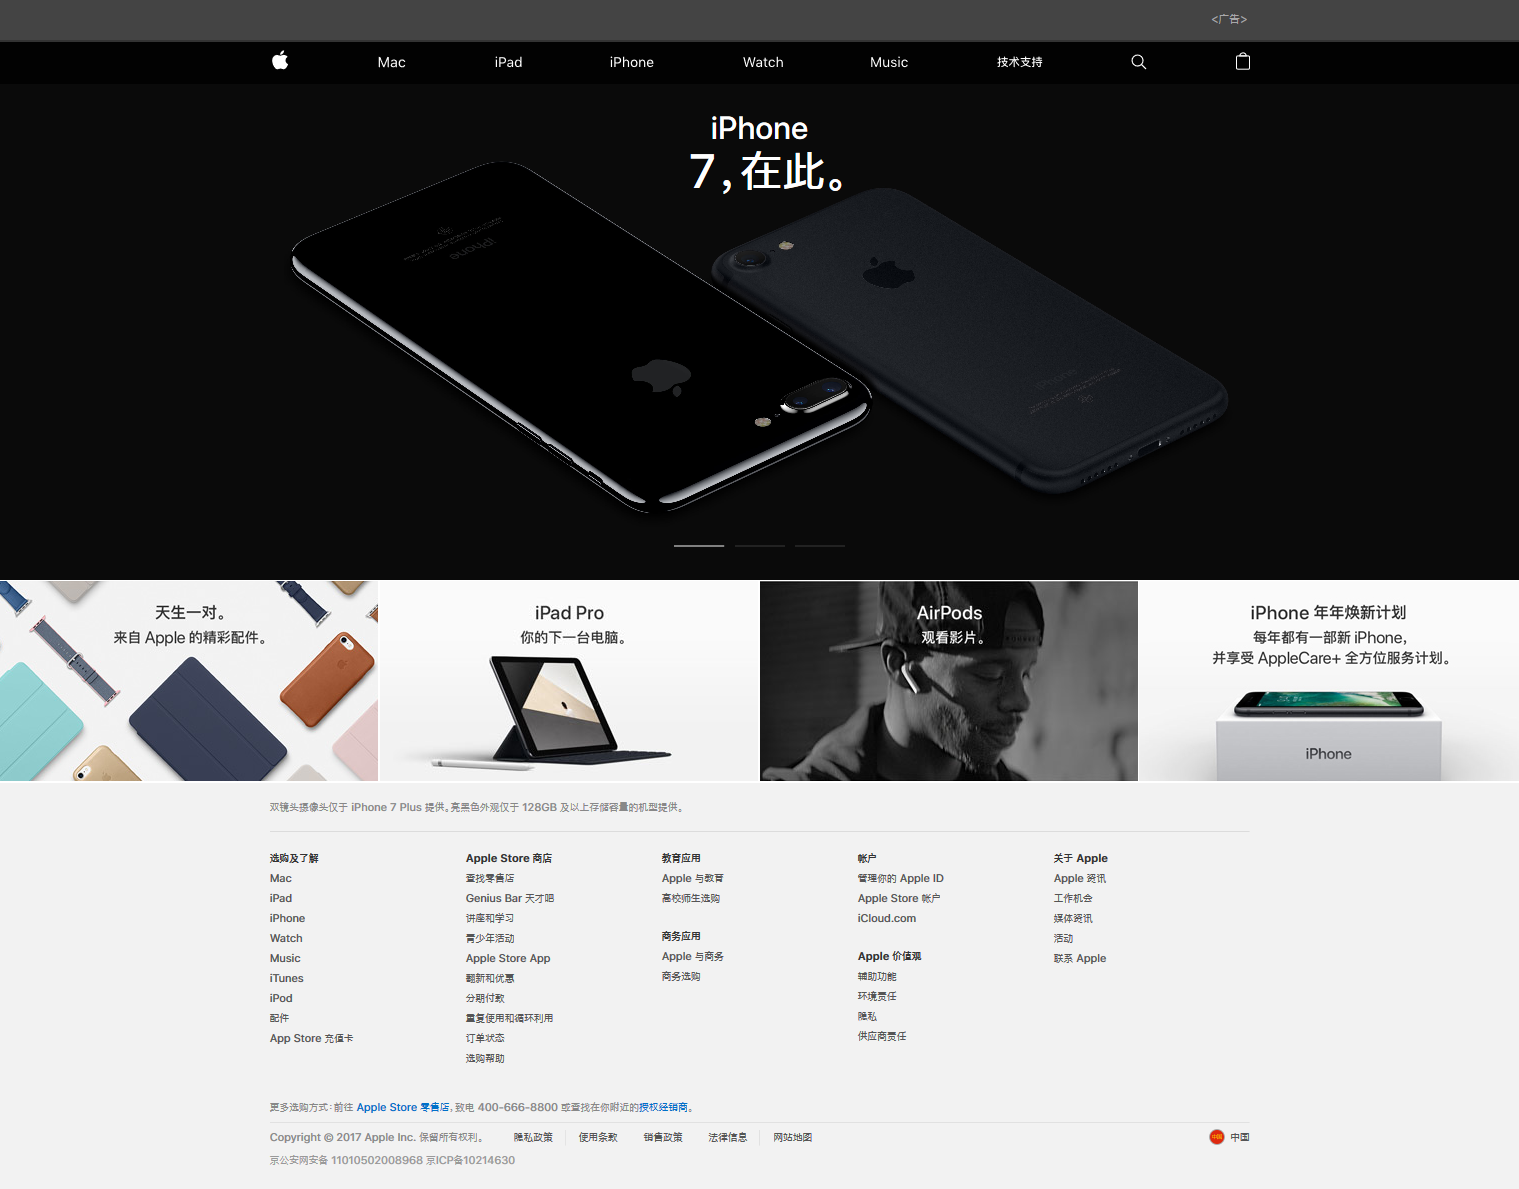 <广告>
Mac iPad iPhone Watch Music 技术支持
iPhone
7，在此。
iPhone
iPhone
天生一对。
来自 Apple 的精彩配件。
iPad Pro
你的下一台电脑。
AirPods
观看影片。
iPhone 年年焕新计划
每年都有一部新 iPhone，
并享受 AppleCare+ 全方位服务计划。
iPhone
双镜头摄像头仅于 iPhone 7 Plus 提供。亮黑色外观仅于 128GB 及以上存储容量的机型提供。
选购及了解
Mac
iPad
iPhone
Watch
Music
iTunes
iPod
配件
App Store 充值卡
Apple Store 商店
查找零售店
Genius Bar 天才吧
讲座和学习
青少年活动
Apple Store App
翻新和优惠
分期付款
重复使用和循环利用
订单状态
选购帮助
教育应用
Apple 与教育
高校师生选购
商务应用
Apple 与商务
商务选购
帐户
管理你的 Apple ID
Apple Store 帐户
iCloud.com
Apple 价值观
辅助功能
环境责任
隐私
供应商责任
关于 Apple
Apple 资讯
工作机会
媒体资讯
活动
联系 Apple
更多选购方式：前往 Apple Store 零售店，致电 400-666-8800 或查找在你附近的授权经销商。
Copyright © 2017 Apple Inc. 保留所有权利。 隐私政策 使用条款 销售政策 法律信息 网站地图 中国
京公安网安备 11010502008968 京ICP备10214630